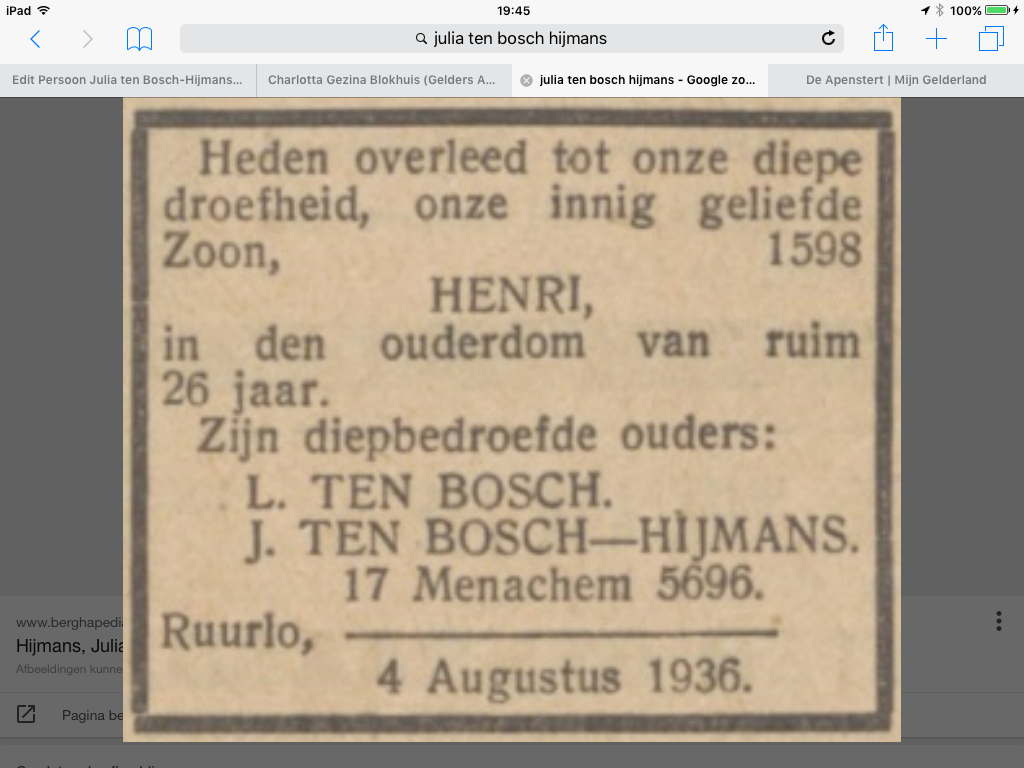 iPad 19:45 100%
julia ten bosch hijmans
Edit Persoon Julia ten Bosch-Hijmans... Charlotta Gezina Blokhuis (Gelders A... julia ten bosch hijmans - Google zo... De Apenstert | Mijn Gelderland
Heden overleed tot onze diepe
droefheid, onze innig geliefde
Zoon, 1598
HENRI,
in den ouderdom van ruim
26 jaar.
Zijn diepbedroefde ouders:
L. TEN BOSCH.
J. TEN BOSCH—HIJMANS.
17 Menachem 5696.
Ruurlo,
4 Augustus 1936.
www.berghapedi
Hijmans, Julia
Afbeeldingen kunne
Pagina be